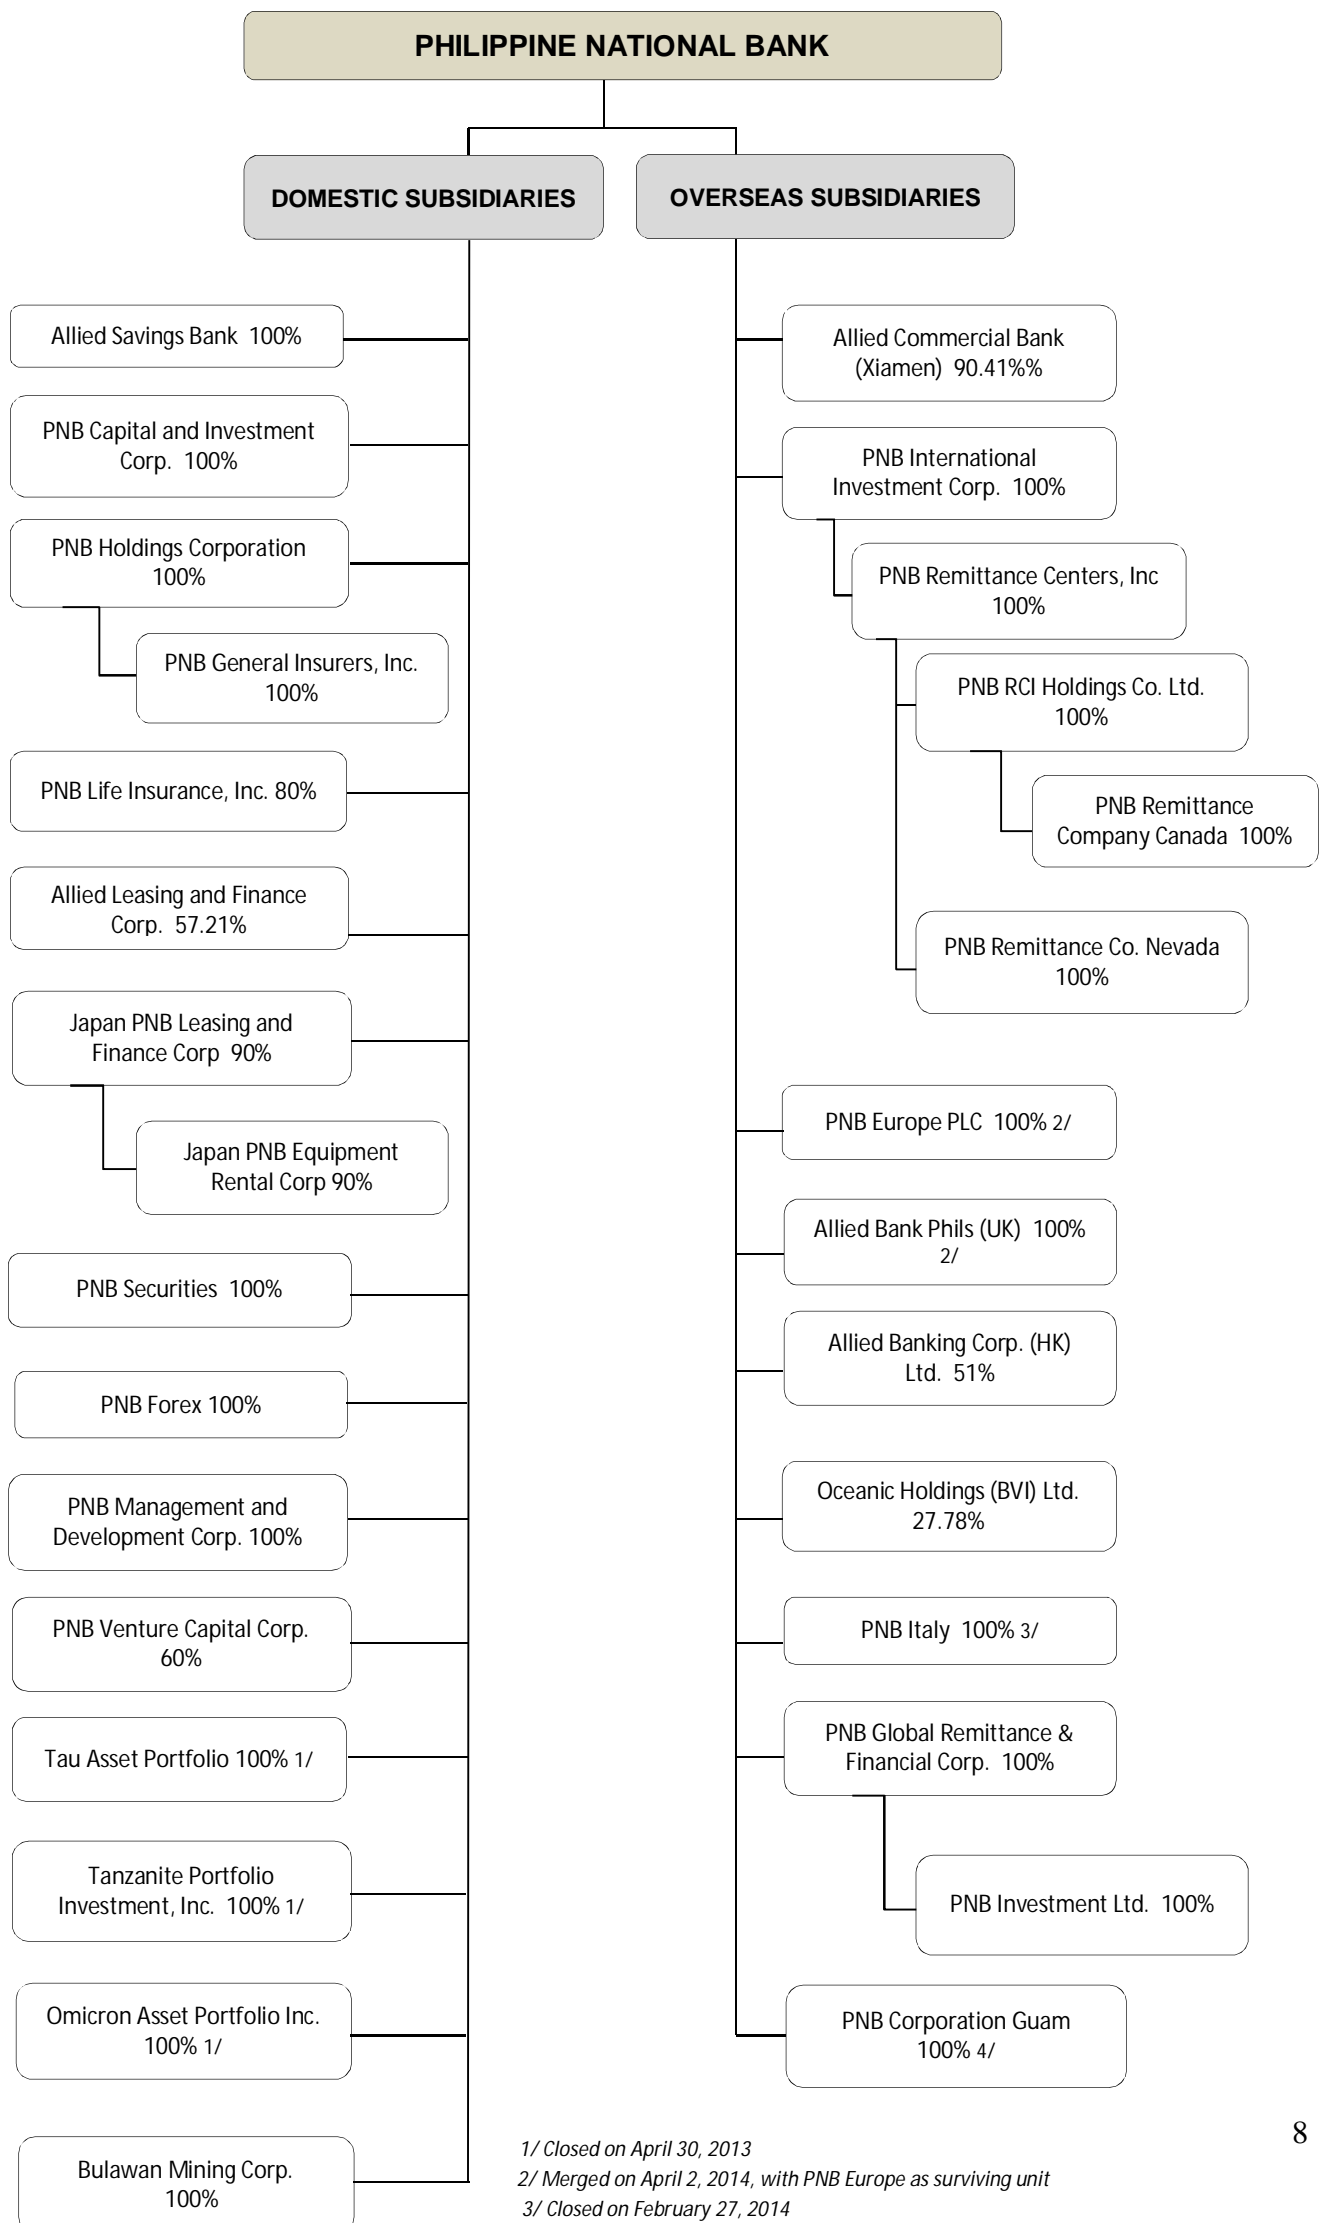 PHILIPPINE NATIONAL BANK
DOMESTIC SUBSIDIARIES
OVERSEAS SUBSIDIARIES
Allied Savings Bank 100%
PNB Capital and Investment
Corp. 100%
PNB Holdings Corporation
100%
PNB General Insurers, Inc.
100%
PNB Life Insurance, Inc. 80%
Allied Leasing and Finance
Corp. 57.21%
Japan PNB Leasing and
Finance Corp 90%
Japan PNB Equipment
Rental Corp 90%
PNB Securities 100%
PNB Forex 100%
PNB Management and
Development Corp. 100%
PNB Venture Capital Corp.
60%
Tau Asset Portfolio 100% 1/
Tanzanite Portfolio
Investment, Inc. 100% 1/
Omicron Asset Portfolio Inc.
100% 1/
Bulawan Mining Corp.
100%
Allied Commercial Bank
(Xiamen) 90.41%%
PNB International
Investment Corp. 100%
PNB Remittance Centers, Inc
100%
PNB RCI Holdings Co. Ltd.
100%
PNB Remittance
Company Canada 100%
PNB Remittance Co. Nevada
100%
PNB Europe PLC 100% 2/
Allied Bank Phils (UK) 100%
2/
Allied Banking Corp. (HK)
Ltd. 51%
Oceanic Holdings (BVI) Ltd.
27.78%
PNB Italy 100% 3/
PNB Global Remittance &
Financial Corp. 100%
PNB Investment Ltd. 100%
PNB Corporation Guam
100% 4/
1/ Closed on April 30, 2013
2/ Merged on April 2, 2014, with PNB Europe as surviving unit
3/ Closed on February 27, 2014
8